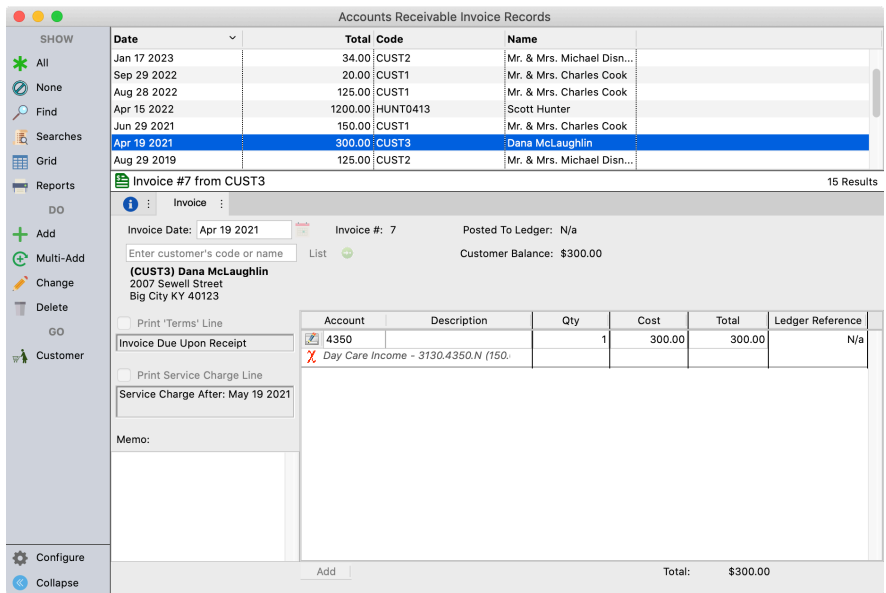 Accounts Receivable Invoice Records
SHOW
All
None
Find
Searches
Grid
Reports
DO
Add
Multi-Add
Change
Delete
GO
Customer
Configure
Collapse
Date Total Code Name
Jan 17 2023 34.00 CUST2 Mr. & Mrs. Michael Disn...
Sep 29 2022 20.00 CUST1 Mr. & Mrs. Charles Cook
Aug 28 2022 125.00 CUST1 Mr. & Mrs. Charles Cook
Apr 15 2022 1200.00 HUNT0413 Scott Hunter
Jun 29 2021 150.00 CUST1 Mr. & Mrs. Charles Cook
Apr 19 2021 300.00 CUST3 Dana McLaughlin
Aug 29 2019 125.00 CUST2 Mr. & Mrs. Michael Disn...
Invoice #7 from CUST3 15 Results
Invoice
Invoice Date: Apr 19 2021 Invoice #: 7 Posted To Ledger: N/a
Enter customer's code or name List Customer Balance: $300.00
(CUST3) Dana McLaughlin
2007 Sewell Street
Big City KY 40123
Print 'Terms' Line
Invoice Due Upon Receipt
Print Service Charge Line
Service Charge After: May 19 2021
Memo:
Account Description Qty Cost Total Ledger Reference
4350 1 300.00 300.00 N/a
Day Care Income - 3130.4350.N (150.
Add Total: $300.00